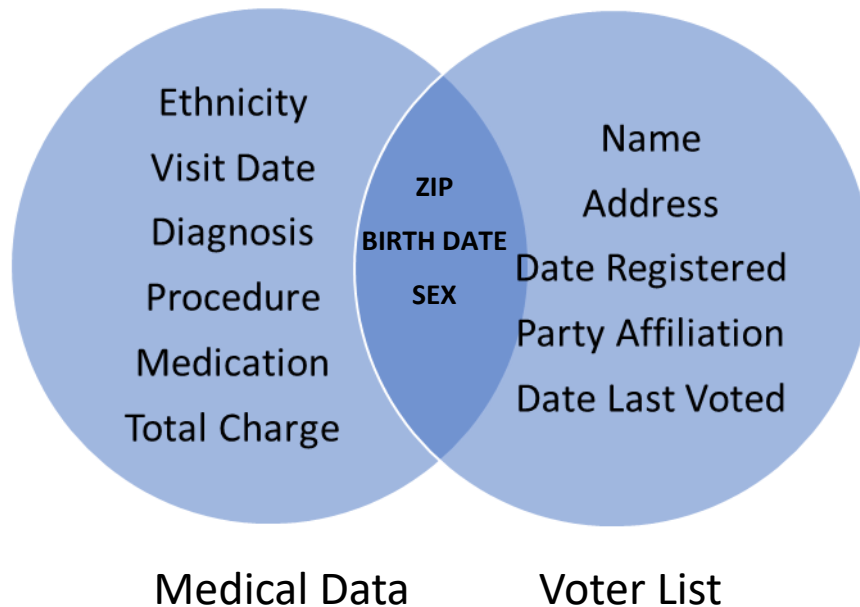 Ethnicity
Visit Date
Diagnosis
Procedure
Medication
Total Charge
ZIP
BIRTH DATE
SEX
Name
Address
Date Registered
Party Affiliation
Date Last Voted
Medical Data
Voter List